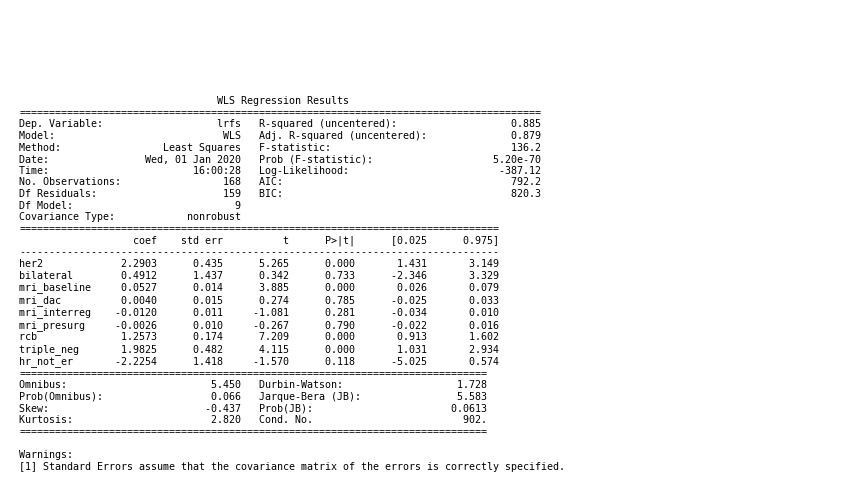 WLS Regression Results
=======================================================================================
Dep. Variable:                   lrfs   R-squared (uncentered):                   0.885
Model:                            WLS   Adj. R-squared (uncentered):              0.879
Method:                 Least Squares   F-statistic:                              136.2
Date:                Wed, 01 Jan 2020   Prob (F-statistic):                    5.20e-70
Time:                        16:00:28   Log-Likelihood:                         -387.12
No. Observations:                 168   AIC:                                      792.2
Df Residuals:                     159   BIC:                                      820.3
Df Model:                           9
Covariance Type:            nonrobust
================================================================================
                   coef    std err          t      P>|t|      [0.025      0.975]
--------------------------------------------------------------------------------
her2             2.2903      0.435      5.265      0.000       1.431       3.149
bilateral        0.4912      1.437      0.342      0.733      -2.346       3.329
mri_baseline     0.0527      0.014      3.885      0.000       0.026       0.079
mri_dac          0.0040      0.015      0.274      0.785      -0.025       0.033
mri_interreg    -0.0120      0.011     -1.081      0.281      -0.034       0.010
mri_presurg     -0.0026      0.010     -0.267      0.790      -0.022       0.016
rcb              1.2573      0.174      7.209      0.000       0.913       1.602
triple_neg       1.9825      0.482      4.115      0.000       1.031       2.934
hr_not_er       -2.2254      1.418     -1.570      0.118      -5.025       0.574
==============================================================================
Omnibus:                        5.450   Durbin-Watson:                   1.728
Prob(Omnibus):                  0.066   Jarque-Bera (JB):                5.583
Skew:                          -0.437   Prob(JB):                       0.0613
Kurtosis:                       2.820   Cond. No.                         902.
==============================================================================
Warnings:
[1] Standard Errors assume that the covariance matrix of the errors is correctly specified.